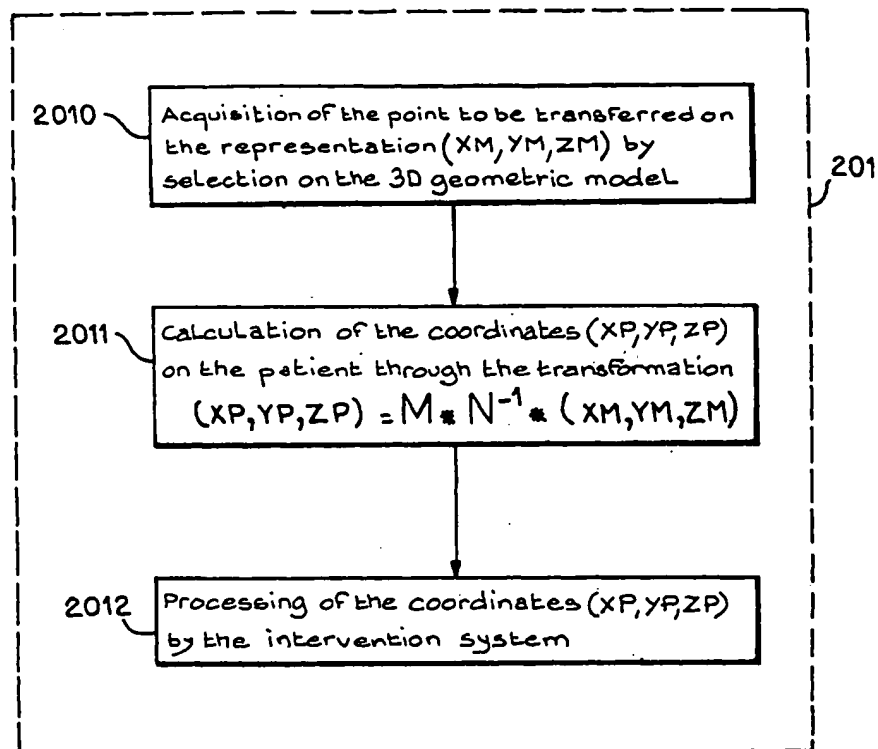 2010
Acquisition of the point to be transferred on
the representation (XM, YM, ZM) by
selection on the 3D geometric model
201
2011
Calculation of the coordinates (XP, YP, ZP)
on the patient through the transformation
(XP, YP, ZP) = M * N⁻¹ * (XM, YM, ZM)
2012
Processing of the coordinates (XP, YP, ZP)
by the intervention system